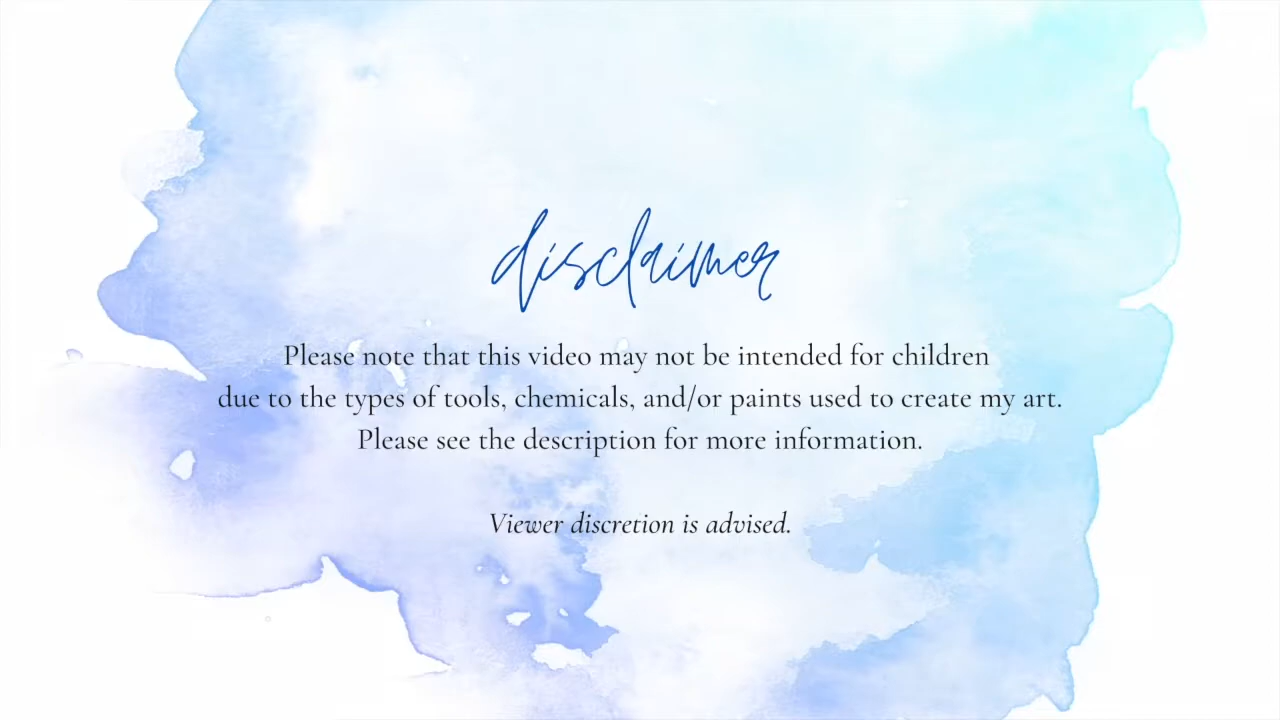 disclaimer
Please note that this video may not be intended for children
due to the types of tools, chemicals, and/or paints used to create my art.
Please see the description for more information.
Viewer discretion is advised.